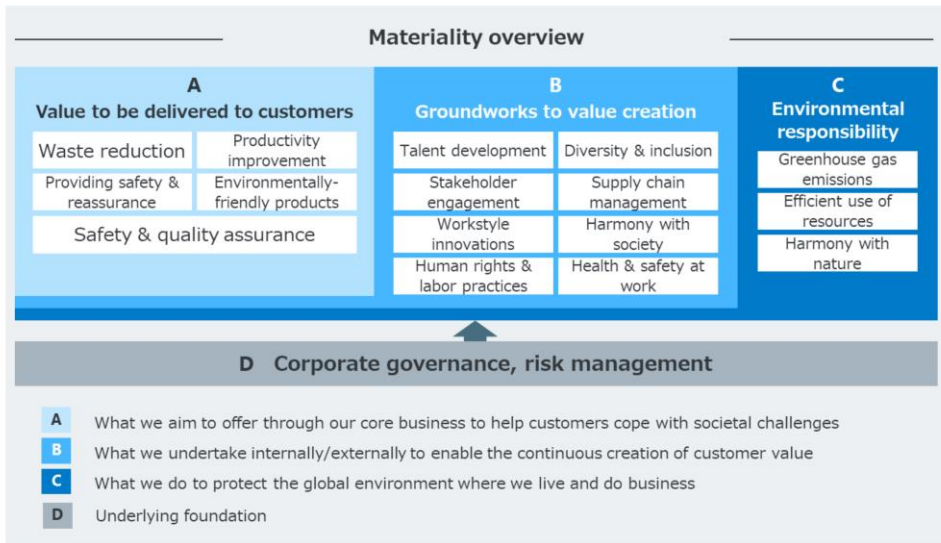 Materiality overview
A
Value to be delivered to customers
Waste reduction
Productivity
improvement
Providing safety &
reassurance
Environmentally-
friendly products
Safety & quality assurance
B
Groundworks to value creation
Talent development
Diversity & inclusion
Stakeholder
engagement
Supply chain
management
Workstyle
innovations
Harmony with
society
Human rights &
labor practices
Health & safety at
work
C
Environmental
responsibility
Greenhouse gas
emissions
Efficient use of
resources
Harmony with
nature
D Corporate governance, risk management
A What we aim to offer through our core business to help customers cope with societal challenges
B What we undertake internally/externally to enable the continuous creation of customer value
C What we do to protect the global environment where we live and do business
D Underlying foundation